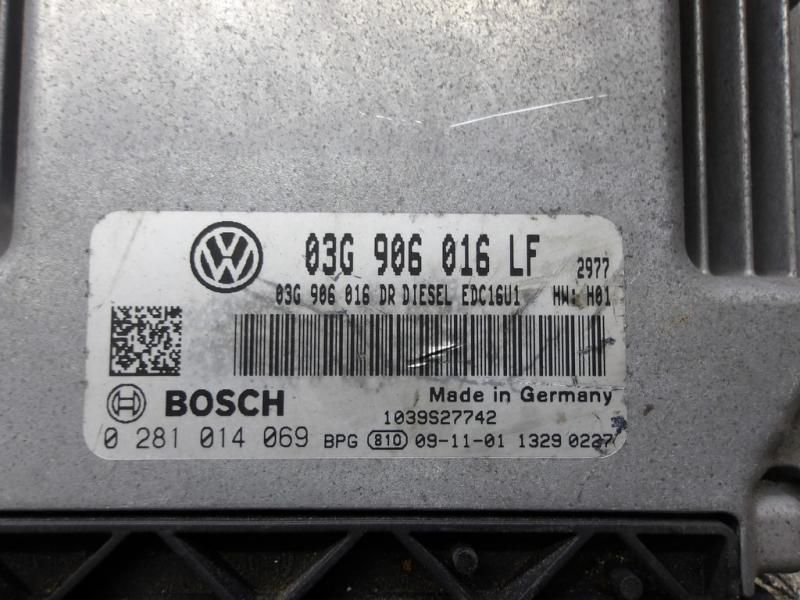 03G 906 016 LF 2977
03G 906 016 DR DIESEL EDC16U1 HW: H01
BOSCH Made in Germany
1039S27742
0 281 014 069 BPG 810 09-11-01 1329 0227